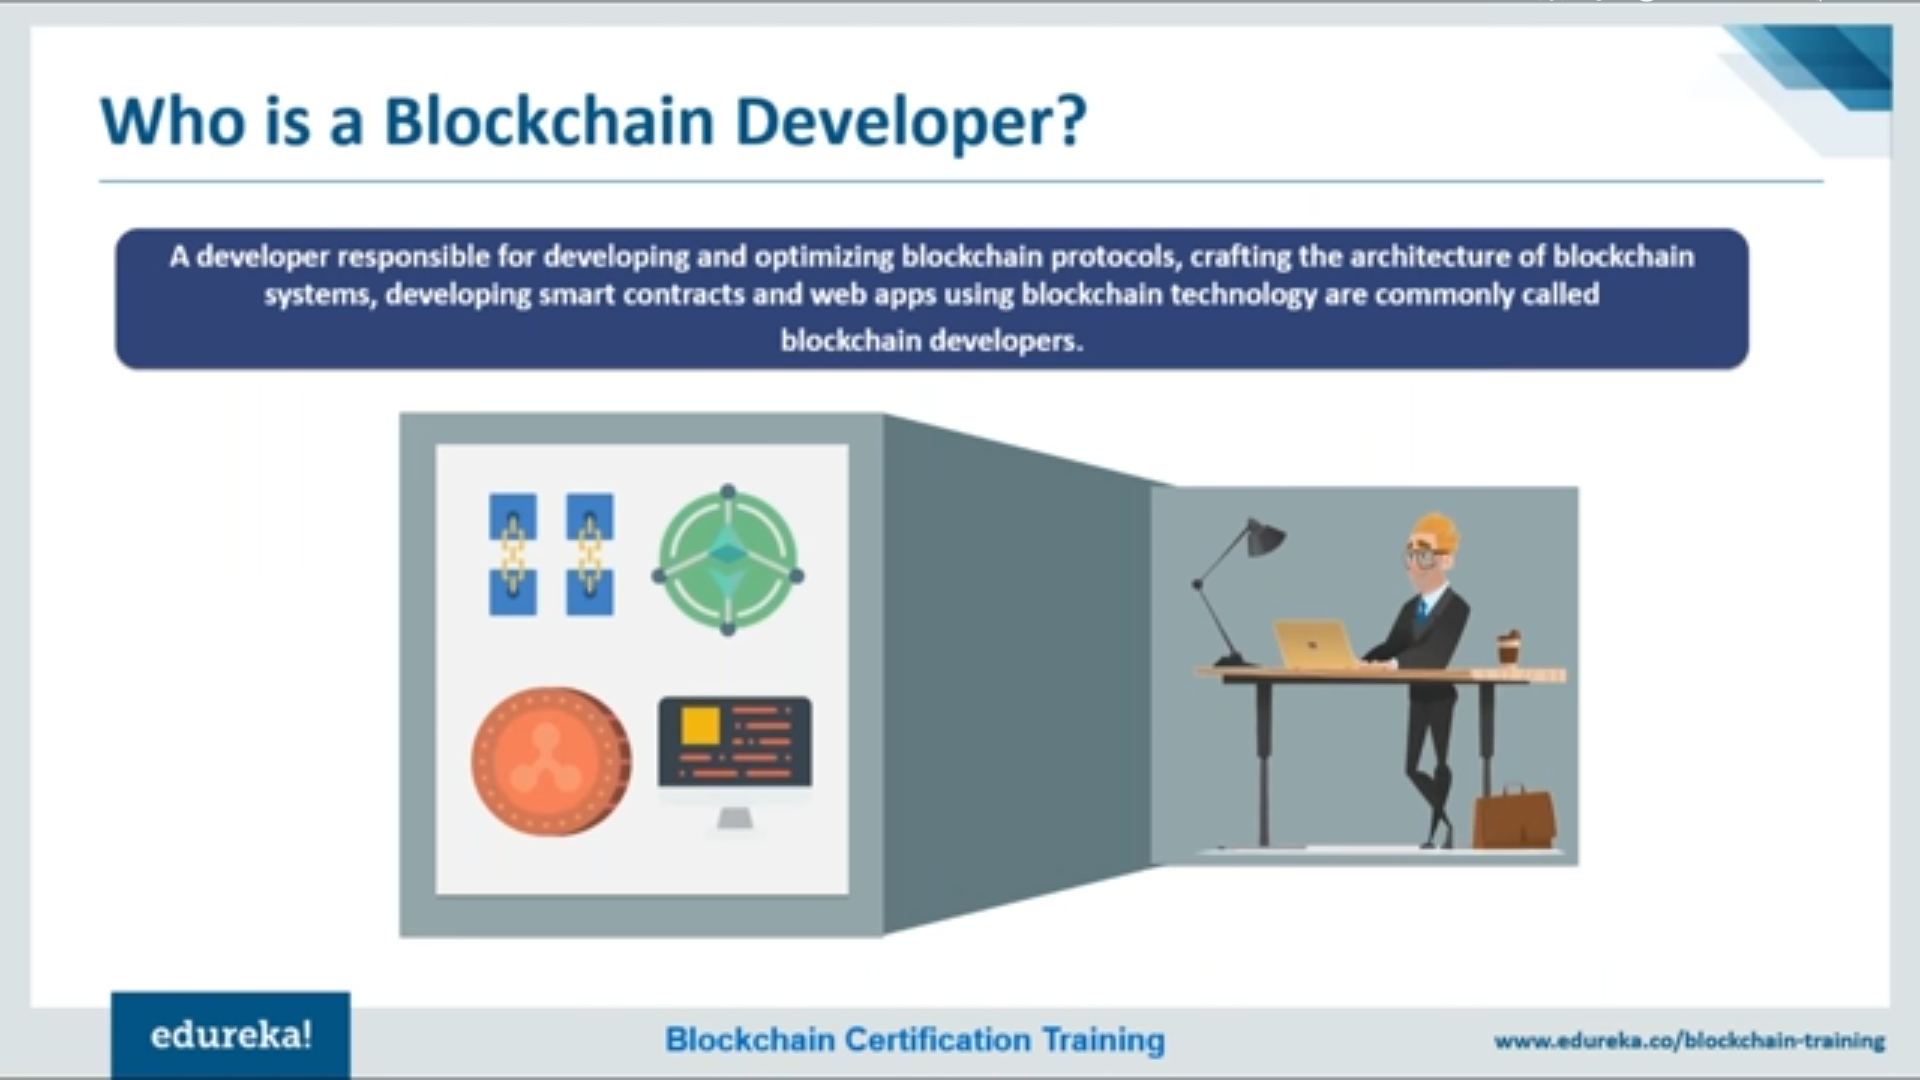 Who is a Blockchain Developer?
A developer responsible for developing and optimizing blockchain protocols, crafting the architecture of blockchain
systems, developing smart contracts and web apps using blockchain technology are commonly called
blockchain developers.
edureka!
Blockchain Certification Training
www.edureka.co/blockchain-training